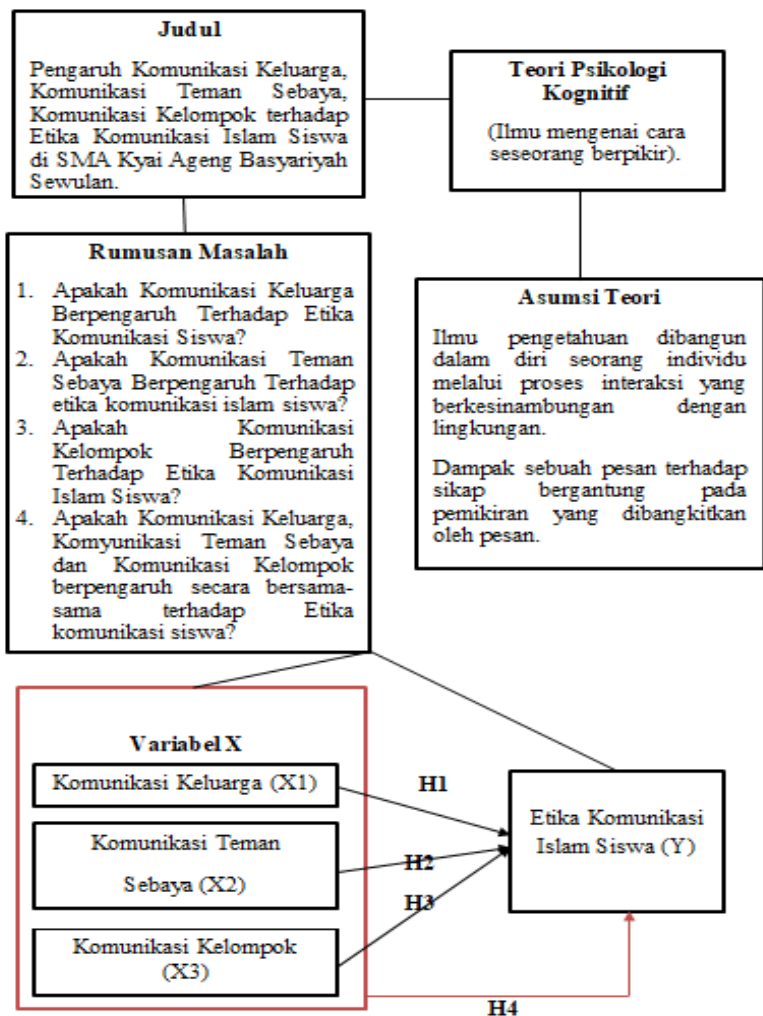 Judul
Pengaruh Komunikasi Keluarga,
Komunikasi Teman Sebaya,
Komunikasi Kelompok terhadap
Etika Komunikasi Islam Siswa
di SMA Kyai Ageng Basyariyah
Sewulan.
Teori Psikologi
Kognitif
(Ilmu mengenai cara
seseorang berpikir).
Rumusan Masalah
1. Apakah Komunikasi Keluarga
Berpengaruh Terhadap Etika
Komunikasi Siswa?
2. Apakah Komunikasi Teman
Sebaya Berpengaruh Terhadap
etika komunikasi islam siswa?
3. Apakah Komunikasi
Kelompok Berpengaruh
Terhadap Etika Komunikasi
Islam Siswa?
4. Apakah Komunikasi Keluarga,
Komyunikasi Teman Sebaya
dan Komunikasi Kelompok
berpengaruh secara bersama-
sama terhadap Etika
komunikasi siswa?
Asumsi Teori
Ilmu pengetahuan dibangun
dalam diri seorang individu
melalui proses interaksi yang
berkesinambungan dengan
lingkungan.
Dampak sebuah pesan terhadap
sikap bergantung pada
pemikiran yang dibangkitkan
oleh pesan.
Variabel X
Komunikasi Keluarga (X1)
Komunikasi Teman
Sebaya (X2)
Komunikasi Kelompok
(X3)
H1
H2
H3
H4
Etika Komunikasi
Islam Siswa (Y)